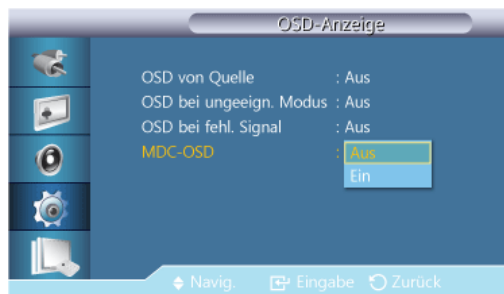 OSD-Anzeige
OSD von Quelle : Aus
OSD bei ungeeign. Modus : Aus
OSD bei fehl. Signal : Aus
MDC-OSD : Aus
Ein
Navig. Eingabe Zurück